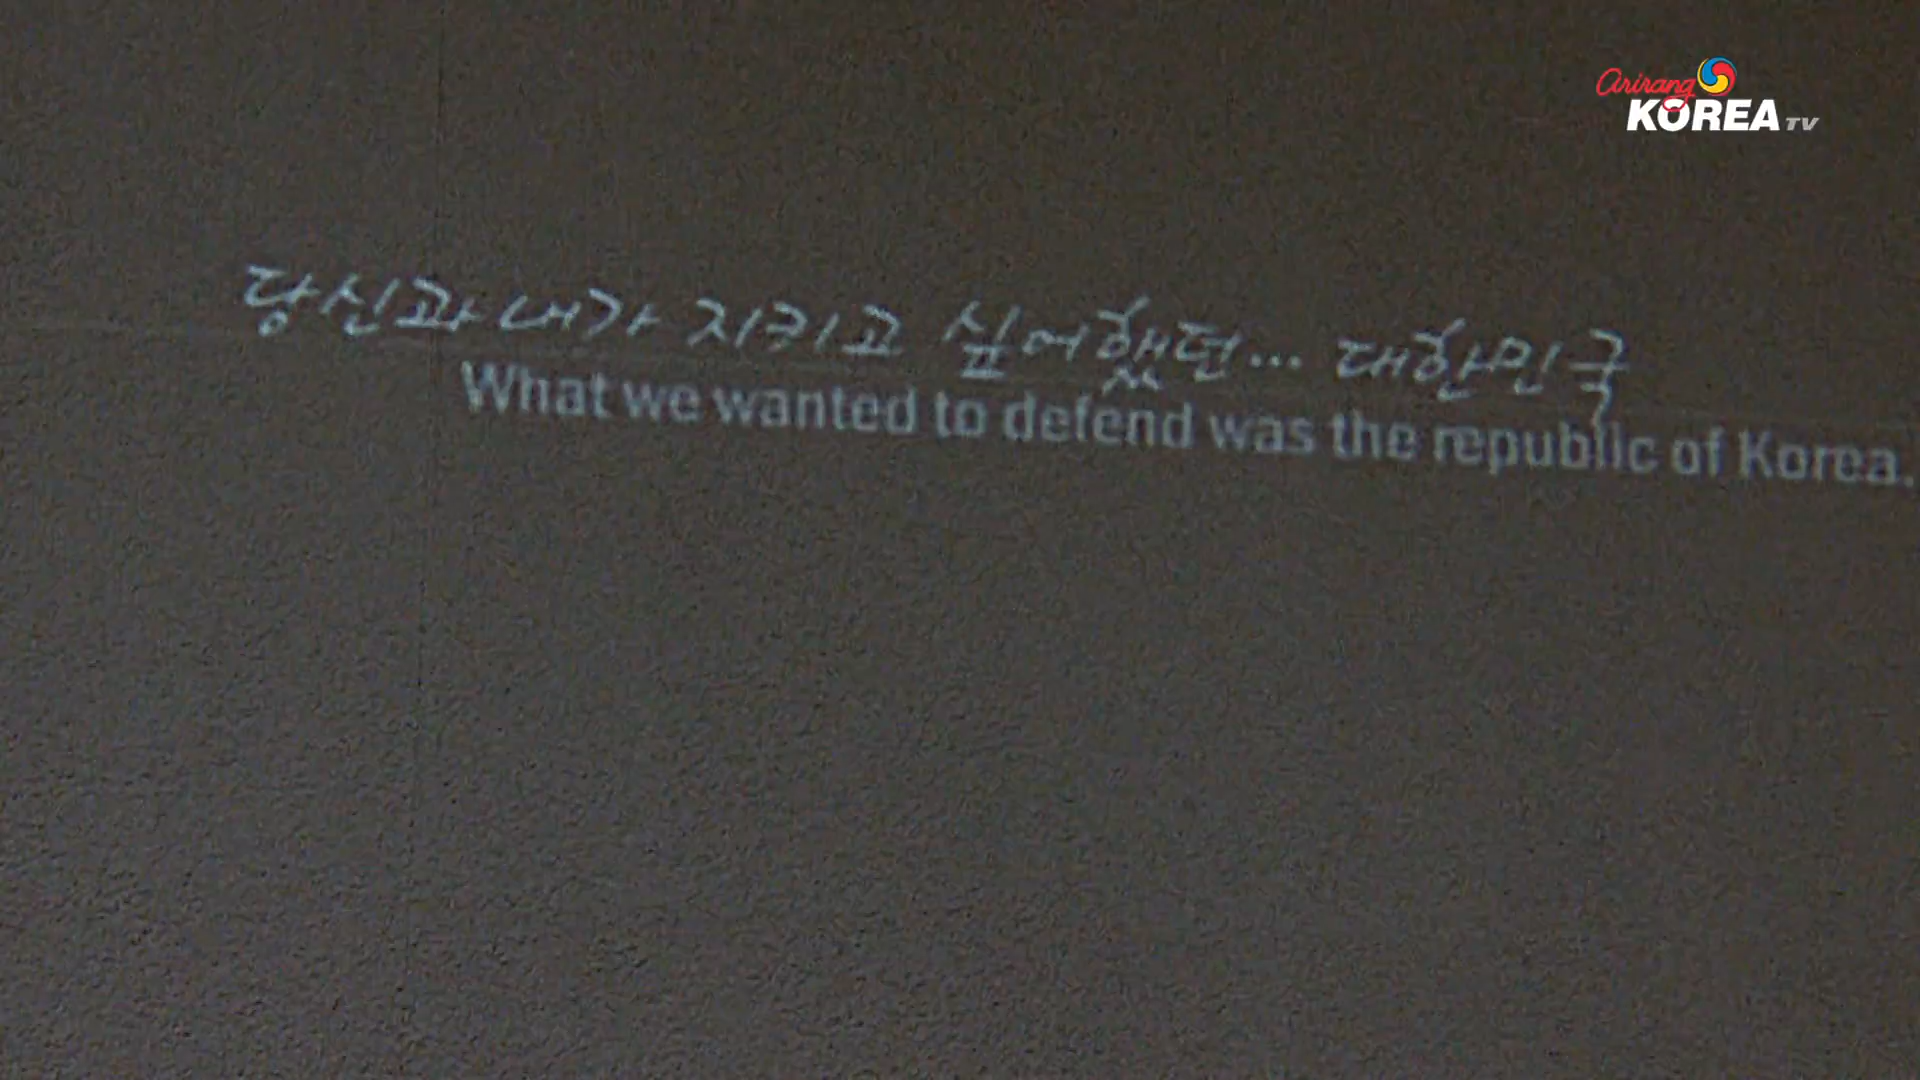 Arirang
KOREA TV
당신과 내가 지키고 싶어했던... 대한민국
What we wanted to defend was the republic of Korea.